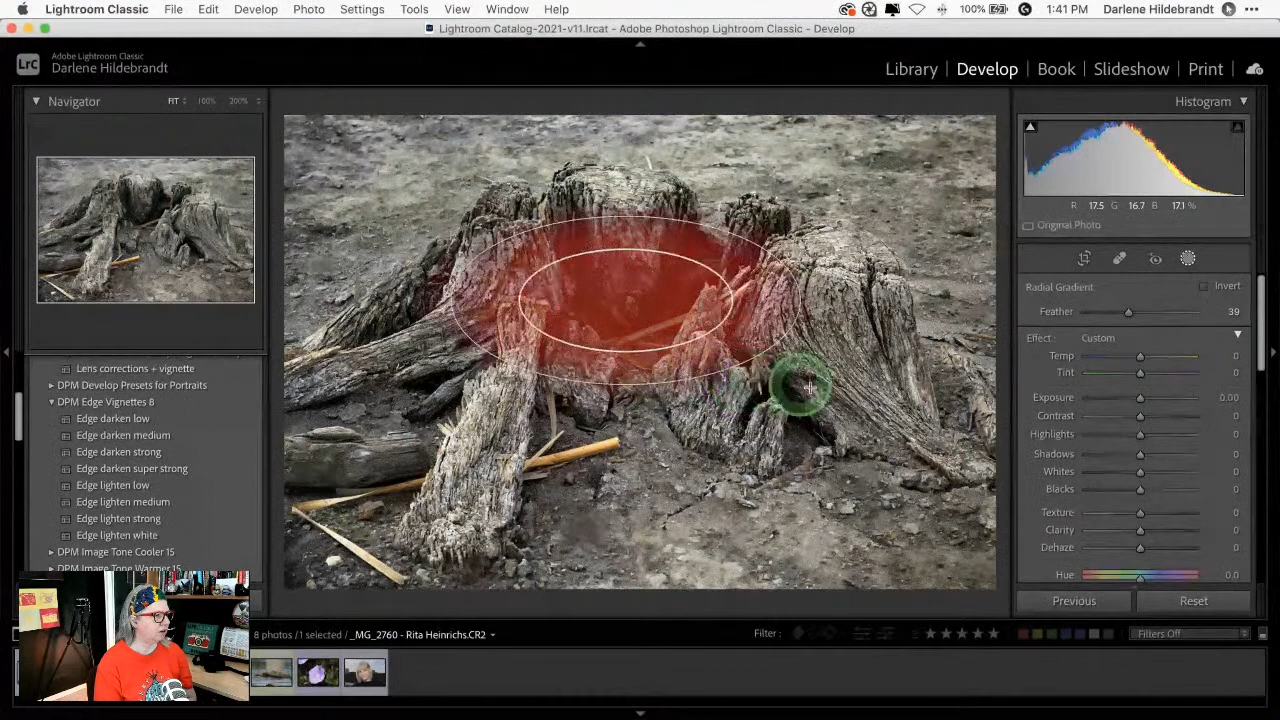 Lightroom Classic File Edit Develop Photo Settings Tools View Window Help 100% 1:41 PM Darlene Hildebrandt
Lightroom Catalog-2021-v11.lrcat - Adobe Photoshop Lightroom Classic - Develop
LrC
Adobe Lightroom Classic
Darlene Hildebrandt
Library | Develop | Book | Slideshow | Print
Navigator FIT 100% 200%
Histogram
R 17.5 G 16.7 B 17.1 %
Original Photo
Radial Gradient Invert
Feather 39
Effect : Custom
Temp 0
Tint 0
Exposure 0.00
Contrast 0
Highlights 0
Shadows 0
Whites 0
Blacks 0
Texture 0
Clarity 0
Dehaze 0
Hue 0.0
Previous Reset
Lens corrections + vignette
DPM Develop Presets for Portraits
DPM Edge Vignettes 8
Edge darken low
Edge darken medium
Edge darken strong
Edge darken super strong
Edge lighten low
Edge lighten medium
Edge lighten strong
Edge lighten white
DPM Image Tone Cooler 15
DPM Image Tone Warmer 15
8 photos / 1 selected / _MG_2760 - Rita Heinrichs.CR2
Filter : Filters Off